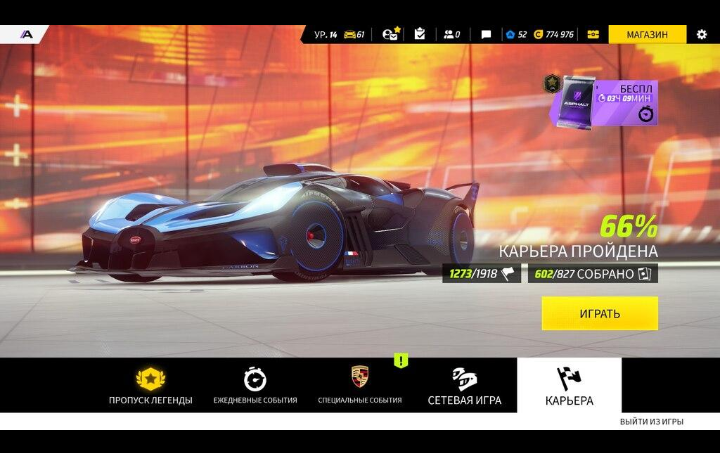 УР. 14 61 0 52 774 976 МАГАЗИН
БЕСПЛ
03Ч 09МИН
ASPHALT
66%
КАРЬЕРА ПРОЙДЕНА
1273/1918 602/827 СОБРАНО
ИГРАТЬ
ПРОПУСК ЛЕГЕНДЫ ЕЖЕДНЕВНЫЕ СОБЫТИЯ СПЕЦИАЛЬНЫЕ СОБЫТИЯ СЕТЕВАЯ ИГРА КАРЬЕРА
ВЫЙТИ ИЗ ИГРЫ